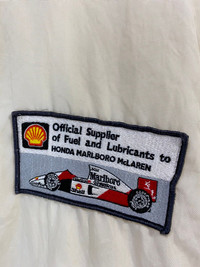 Official Supplier
of Fuel and Lubricants to
HONDA MARLBORO McLAREN
Marlboro